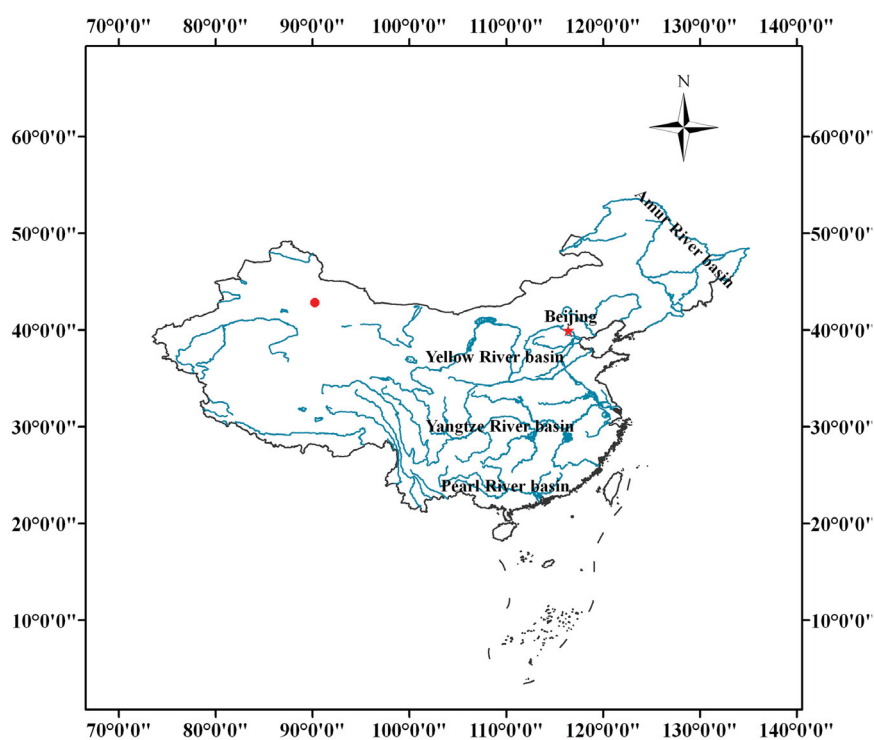 70°0'0" 80°0'0" 90°0'0" 100°0'0" 110°0'0" 120°0'0" 130°0'0" 140°0'0"
N
60°0'0" 60°0'0"
Amur River basin
50°0'0" 50°0'0"
Beijing
40°0'0" 40°0'0"
Yellow River basin
30°0'0" Yangtze River basin 30°0'0"
Pearl River basin
20°0'0" 20°0'0"
10°0'0" 10°0'0"
70°0'0" 80°0'0" 90°0'0" 100°0'0" 110°0'0" 120°0'0" 130°0'0" 140°0'0"